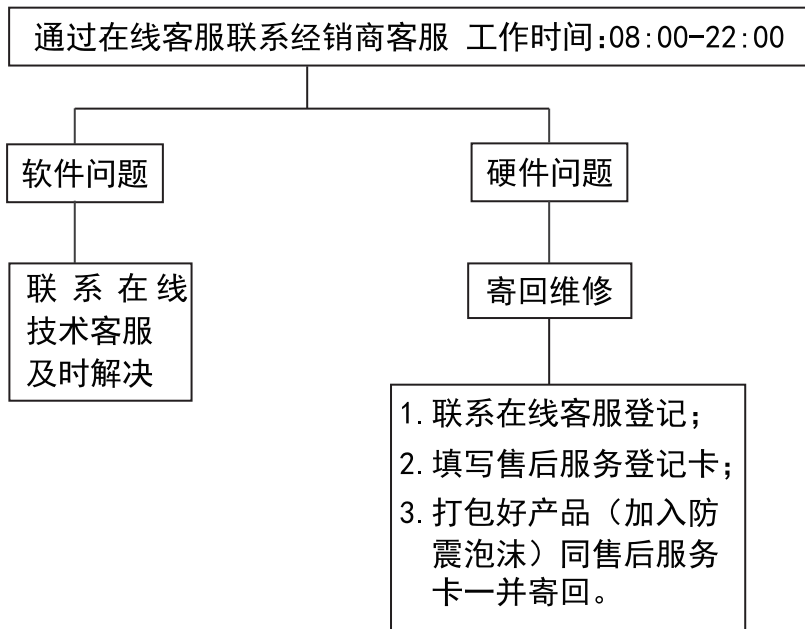 通过在线客服联系经销商客服 工作时间:08:00-22:00
软件问题
硬件问题
联系在线
技术客服
及时解决
寄回维修
1.联系在线客服登记;
2.填写售后服务登记卡;
3.打包好产品（加入防
震泡沫）同售后服务
卡一并寄回。